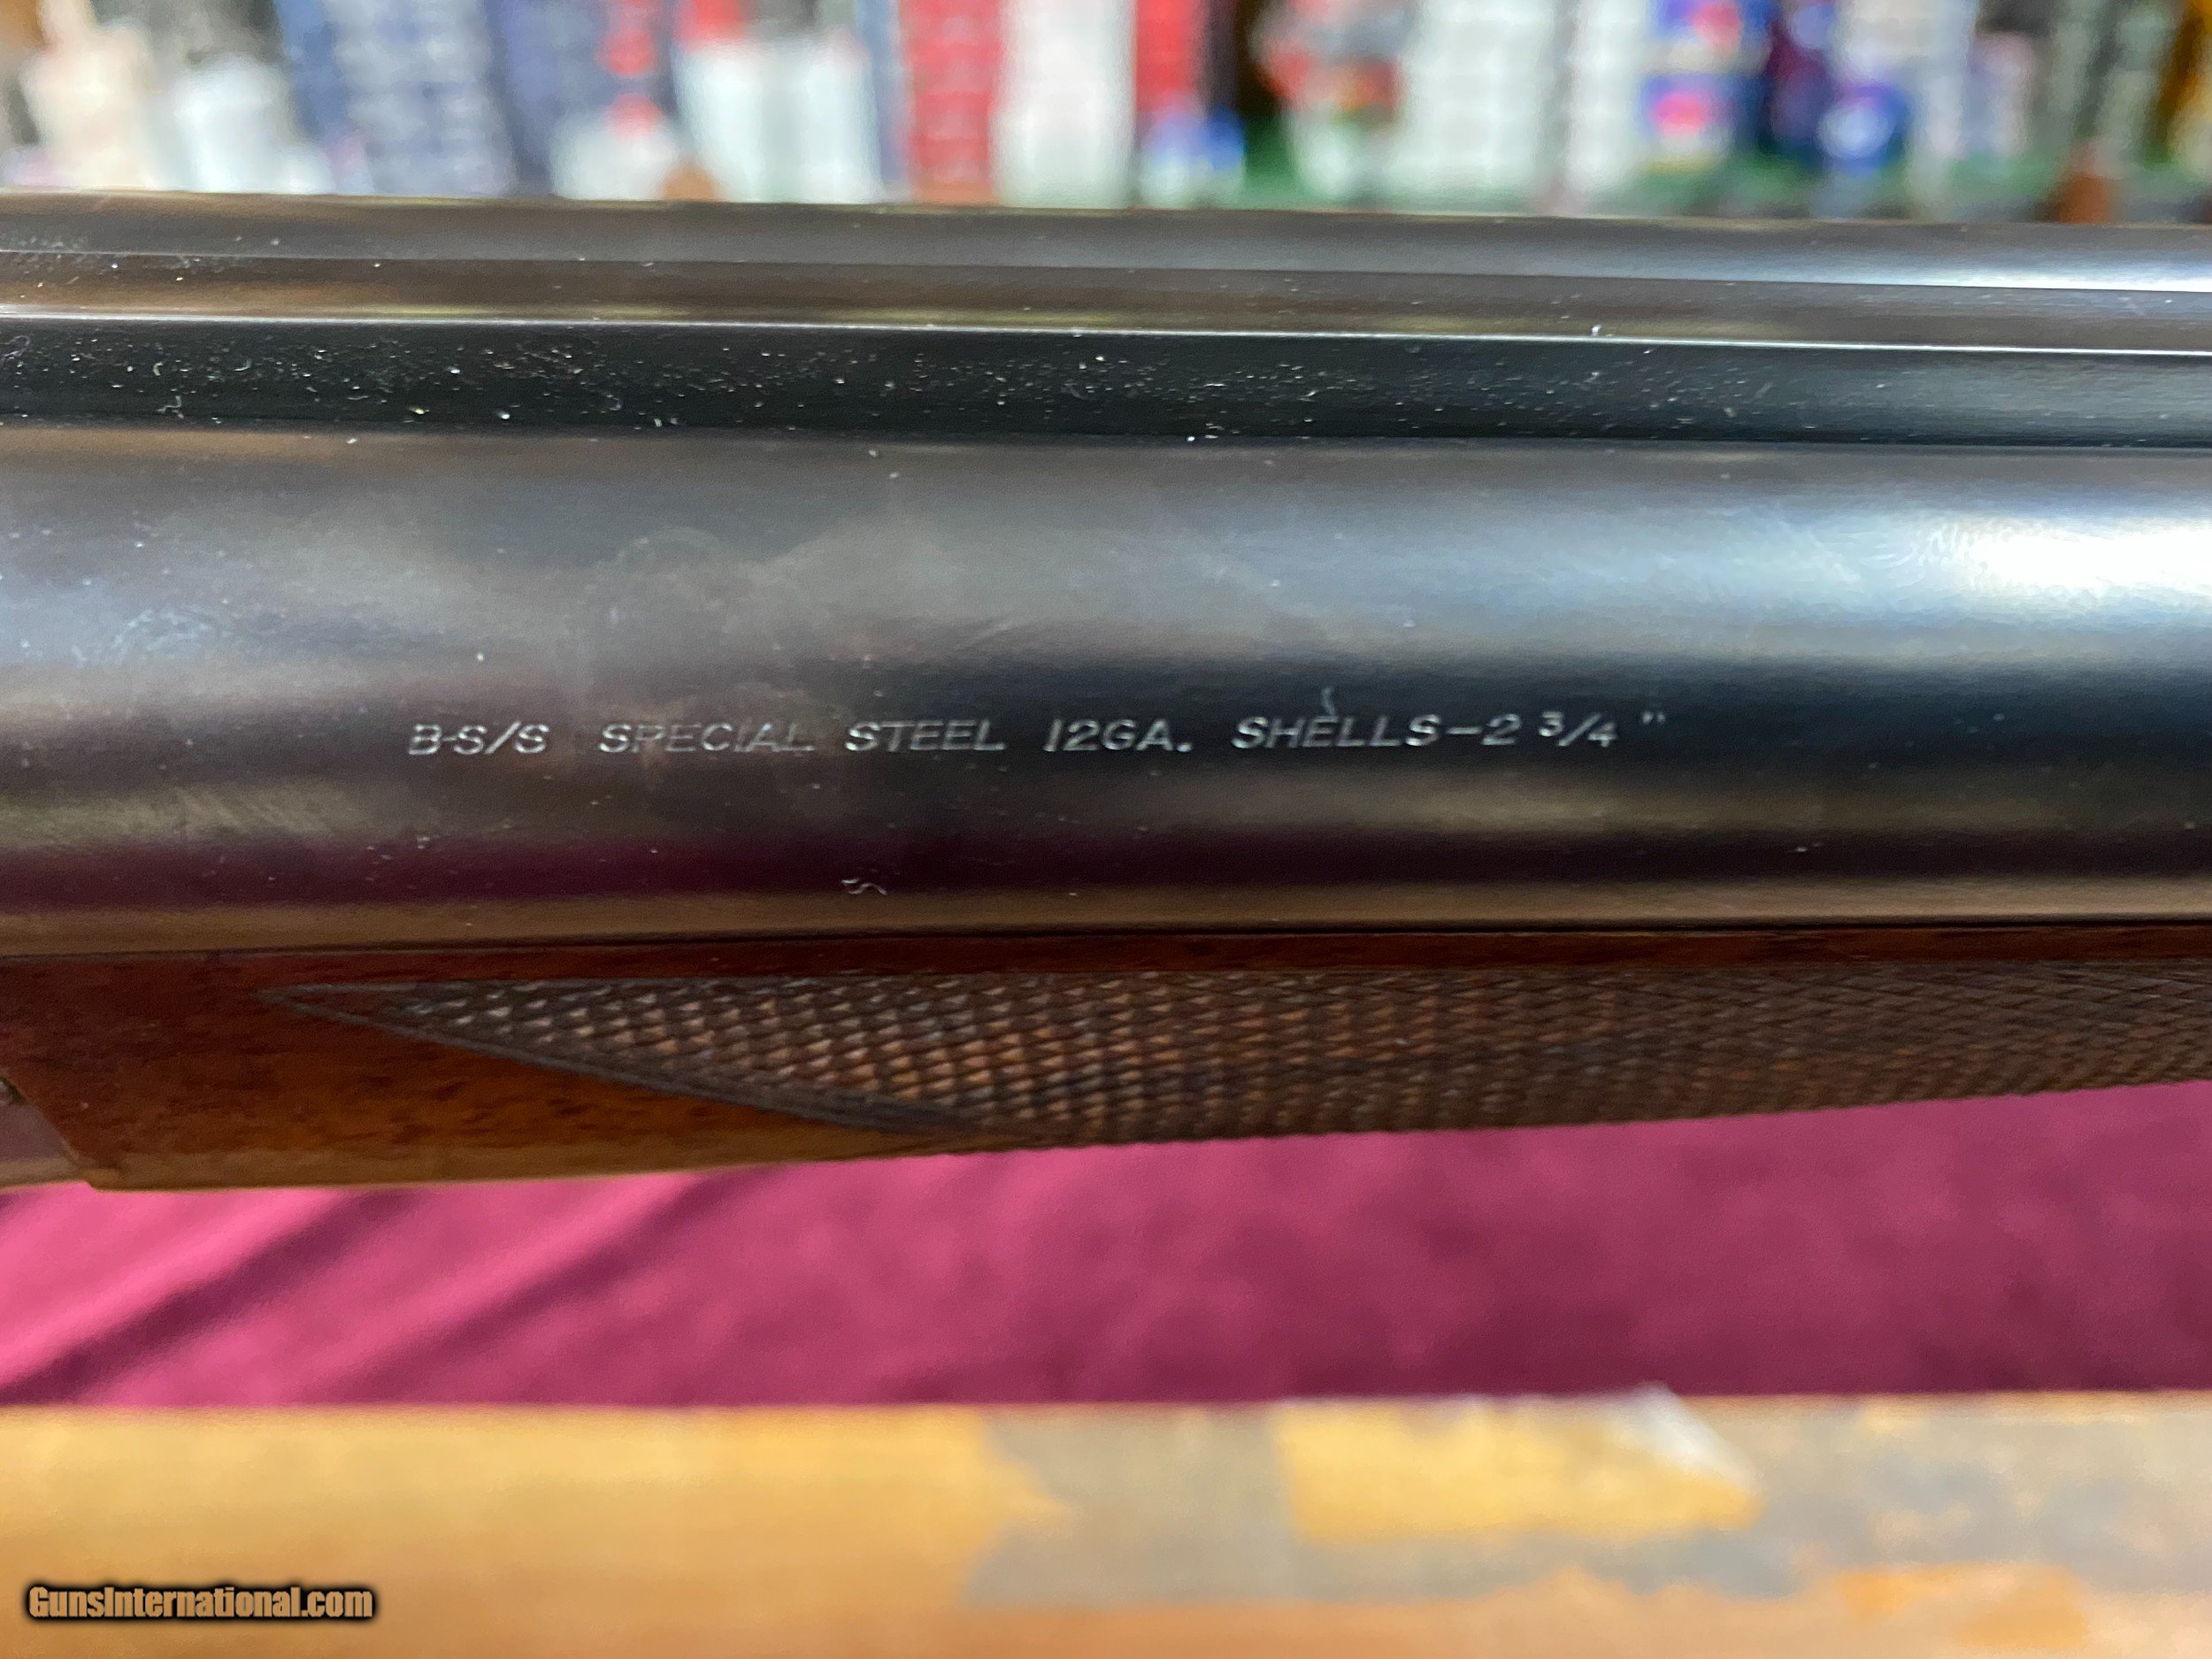 B-S/S SPECIAL STEEL 12GA. SHELLS-2 3/4"
GunsInternational.com